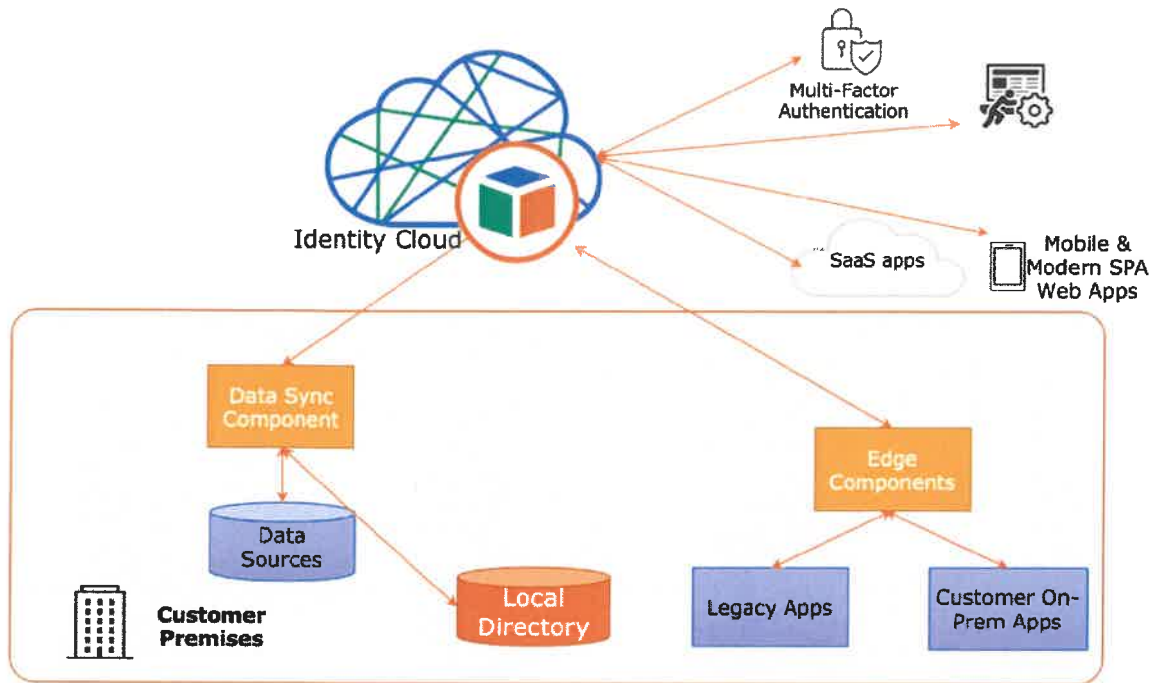 Multi-Factor
Authentication
Identity Cloud
SaaS apps
Mobile &
Modern SPA
Web Apps
Data Sync
Component
Edge
Components
Data
Sources
Local
Directory
Legacy Apps
Customer On-
Prem Apps
Customer
Premises